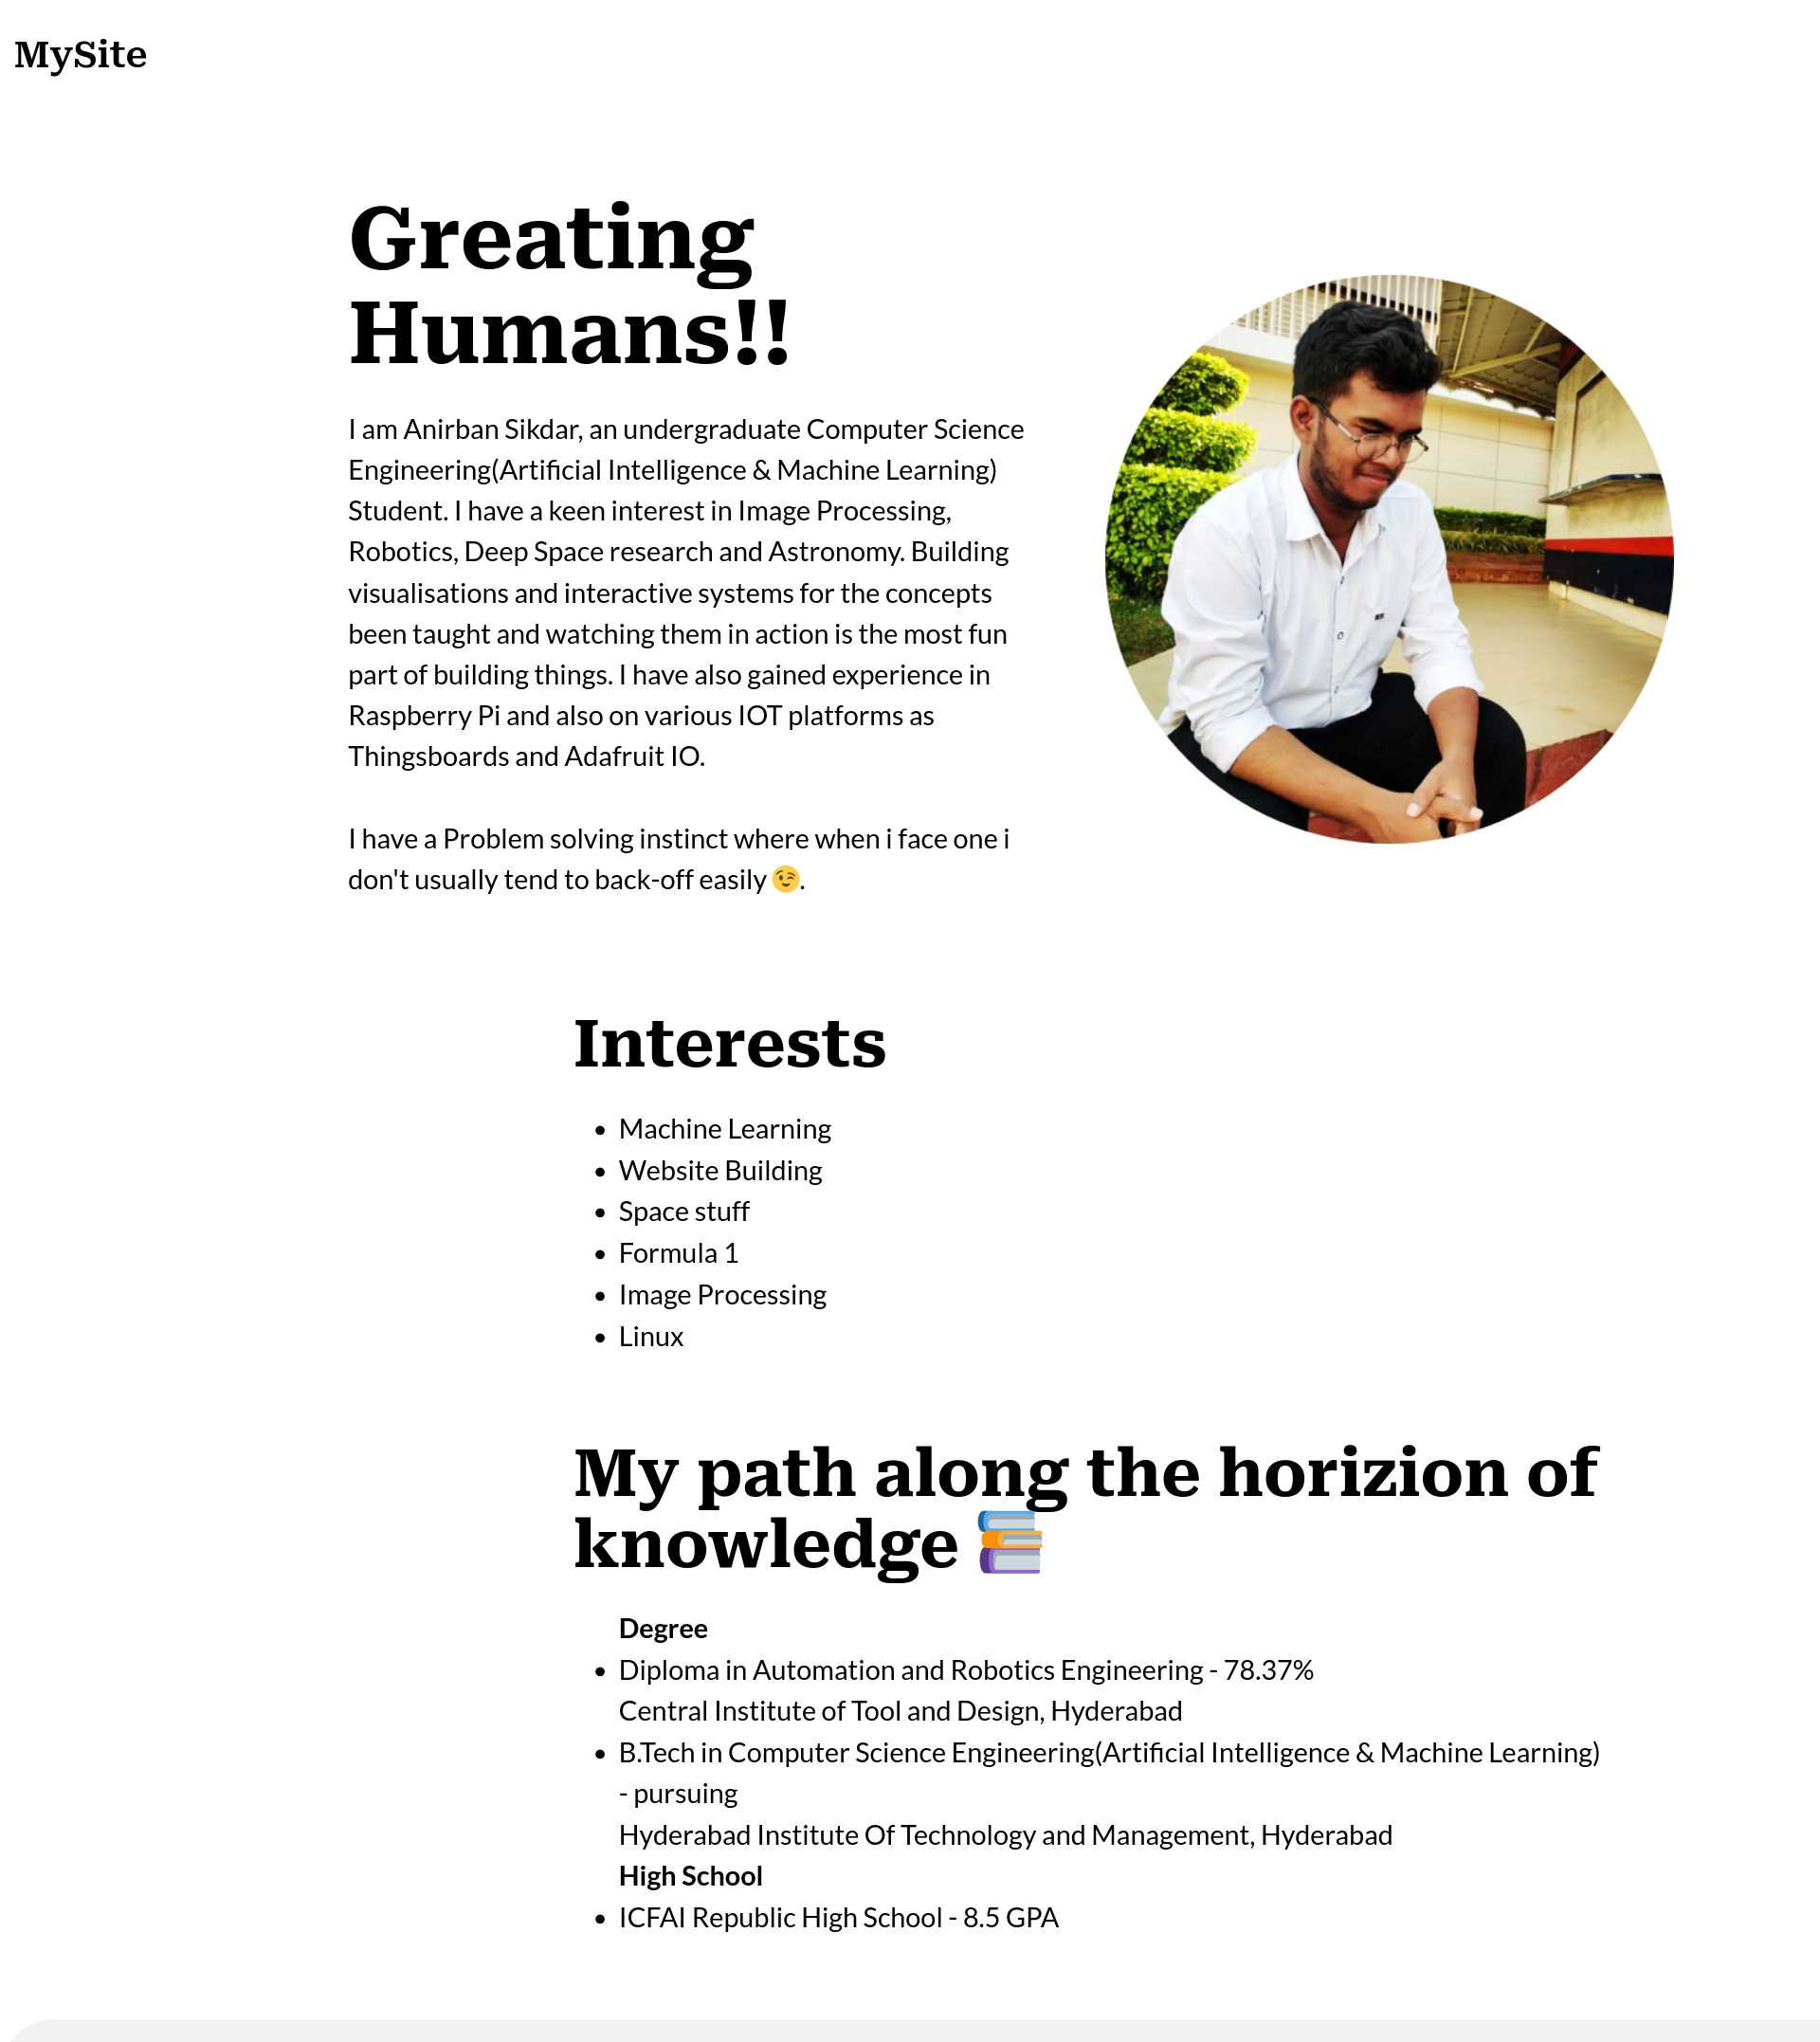 MySite
Greating
Humans!!
I am Anirban Sikdar, an undergraduate Computer Science
Engineering(Artificial Intelligence & Machine Learning)
Student. I have a keen interest in Image Processing,
Robotics, Deep Space research and Astronomy. Building
visualisations and interactive systems for the concepts
been taught and watching them in action is the most fun
part of building things. I have also gained experience in
Raspberry Pi and also on various IOT platforms as
Thingsboards and Adafruit IO.
I have a Problem solving instinct where when i face one i
don't usually tend to back-off easily 😉.
Interests
• Machine Learning
• Website Building
• Space stuff
• Formula 1
• Image Processing
• Linux
My path along the horizion of
knowledge 📚
Degree
• Diploma in Automation and Robotics Engineering - 78.37%
Central Institute of Tool and Design, Hyderabad
• B.Tech in Computer Science Engineering(Artificial Intelligence & Machine Learning)
- pursuing
Hyderabad Institute Of Technology and Management, Hyderabad
High School
• ICFAI Republic High School - 8.5 GPA